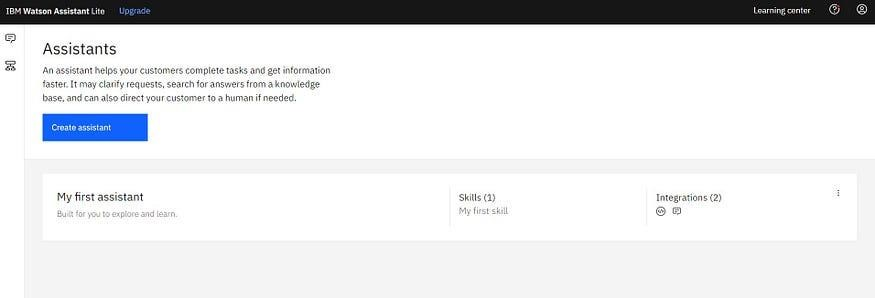 IBM Watson Assistant Lite Upgrade Learning center
Assistants
An assistant helps your customers complete tasks and get information
faster. It may clarify requests, search for answers from a knowledge
base, and can also direct your customer to a human if needed.
Create assistant
My first assistant
Built for you to explore and learn.
Skills (1)
My first skill
Integrations (2)